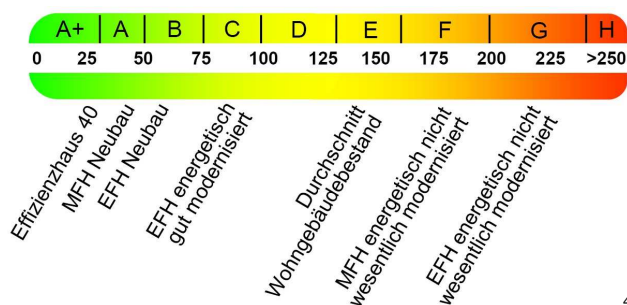 A+ A B C D E F G H
0 25 50 75 100 125 150 175 200 225 >250
Effizienzhaus 40
MFH Neubau
EFH Neubau
EFH energetisch
gut modernisiert
Durchschnitt
Wohngebäudebestand
MFH energetisch nicht
wesentlich modernisiert
EFH energetisch nicht
wesentlich modernisiert